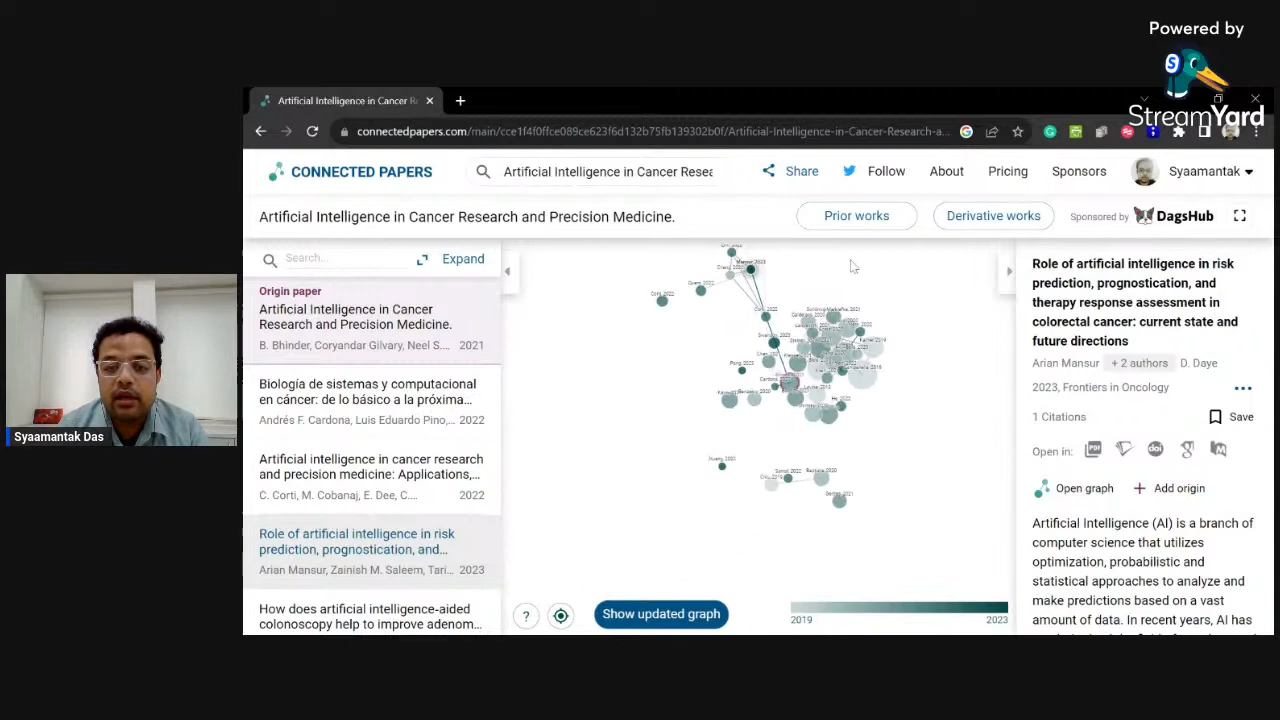 Powered by
StreamYard
Artificial Intelligence in Cancer Re
connectedpapers.com/main/cce1f4f0ffce089ce623f6d132b75fb139302b0f/Artificial-Intelligence-in-Cancer-Research-a...
CONNECTED PAPERS
Artificial Intelligence in Cancer Resea
Share
Follow
About
Pricing
Sponsors
Syaamantak
Artificial Intelligence in Cancer Research and Precision Medicine.
Prior works
Derivative works
Sponsored by
DagsHub
Search...
Expand
Origin paper
Artificial Intelligence in Cancer
Research and Precision Medicine.
B. Bhinder, Coryandar Gilvary, Neel S.... 2021
Biología de sistemas y computacional
en cáncer: de lo básico a la próxima...
Andrés F. Cardona, Luis Eduardo Pino,... 2022
Artificial intelligence in cancer research
and precision medicine: Applications,...
C. Corti, M. Cobanaj, E. Dee, C.... 2022
Role of artificial intelligence in risk
prediction, prognostication, and...
Arian Mansur, Zainish M. Saleem, Tari... 2023
How does artificial intelligence-aided
colonoscopy help to improve adenom...
?
Show updated graph
2019
2023
Role of artificial intelligence in risk
prediction, prognostication, and
therapy response assessment in
colorectal cancer: current state and
future directions
Arian Mansur + 2 authors D. Daye
2023, Frontiers in Oncology
1 Citations
Save
Open in:
PDF
doi
Open graph
+ Add origin
Artificial Intelligence (AI) is a branch of
computer science that utilizes
optimization, probabilistic and
statistical approaches to analyze and
make predictions based on a vast
amount of data. In recent years, AI has
Syaamantak Das